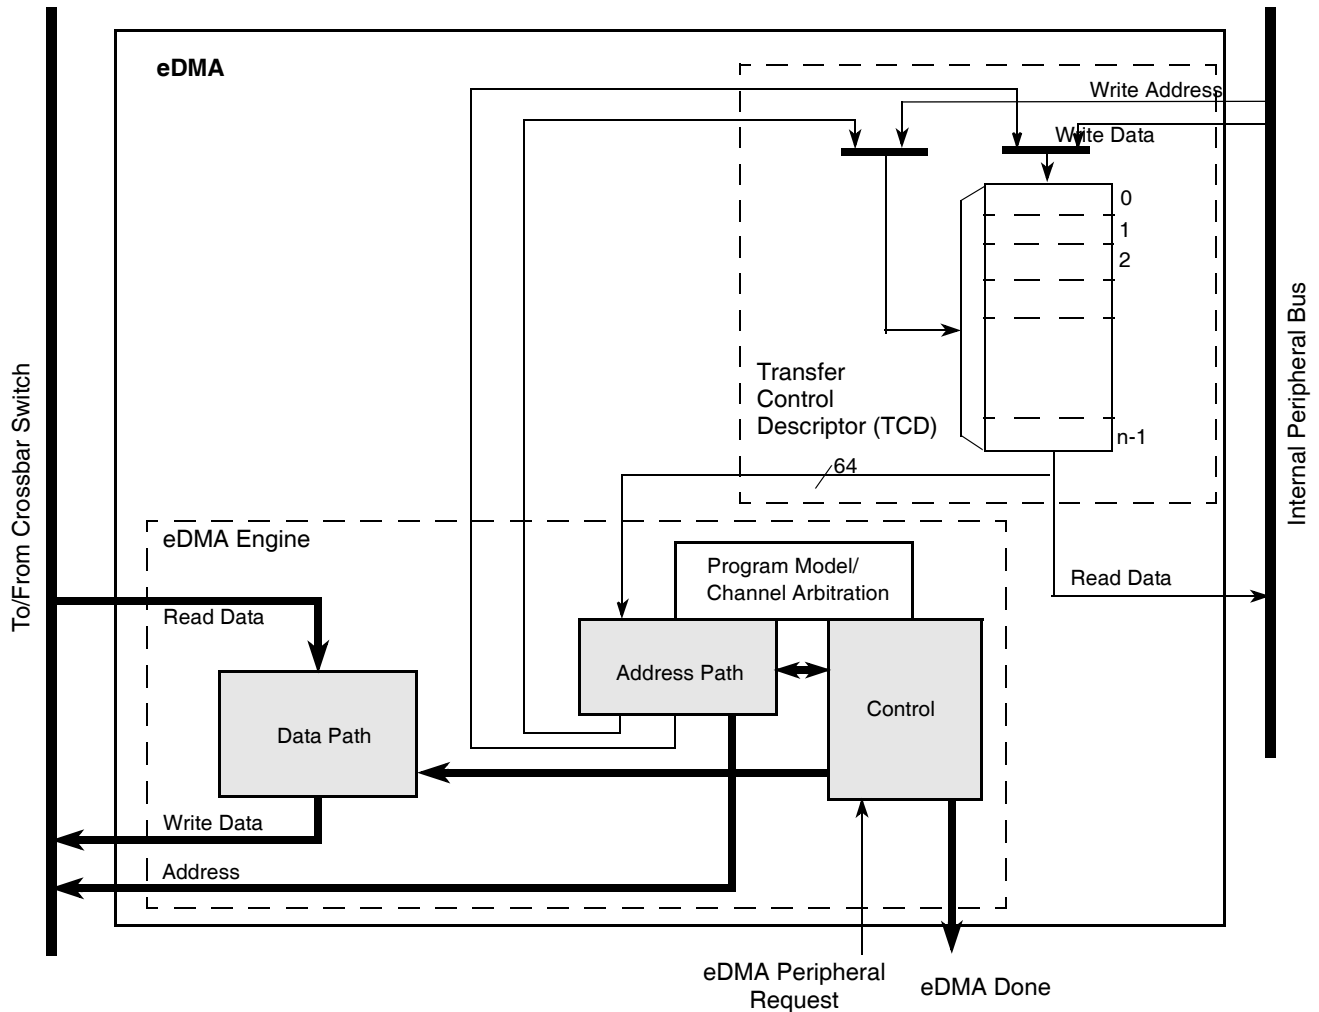 eDMA
Write Address
Write Data
0
1
2
n-1
Transfer
Control
Descriptor (TCD)
64
To/From Crossbar Switch
Internal Peripheral Bus
eDMA Engine
Program Model/
Channel Arbitration
Read Data
Read Data
Address Path
Control
Data Path
Write Data
Address
eDMA Peripheral
Request
eDMA Done